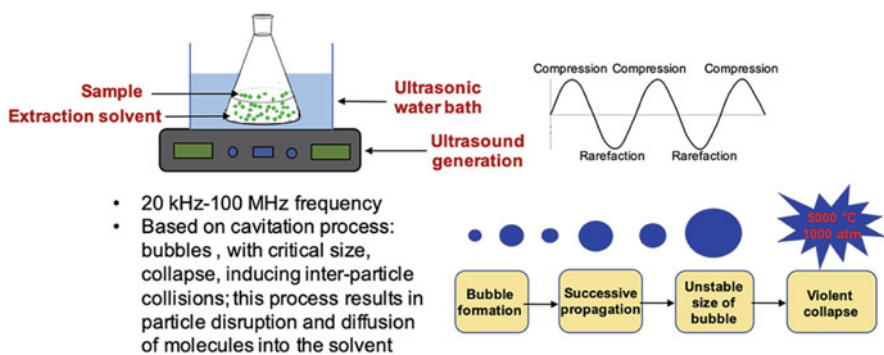 Compression Compression Compression
Sample
Extraction solvent
Ultrasonic
water bath
Ultrasound
generation
Rarefaction Rarefaction
• 20 kHz-100 MHz frequency
• Based on cavitation process:
bubbles , with critical size,
collapse, inducing inter-particle
collisions; this process results in
particle disruption and diffusion
of molecules into the solvent
5000 °C
1000 atm
Bubble
formation
Successive
propagation
Unstable
size of
bubble
Violent
collapse